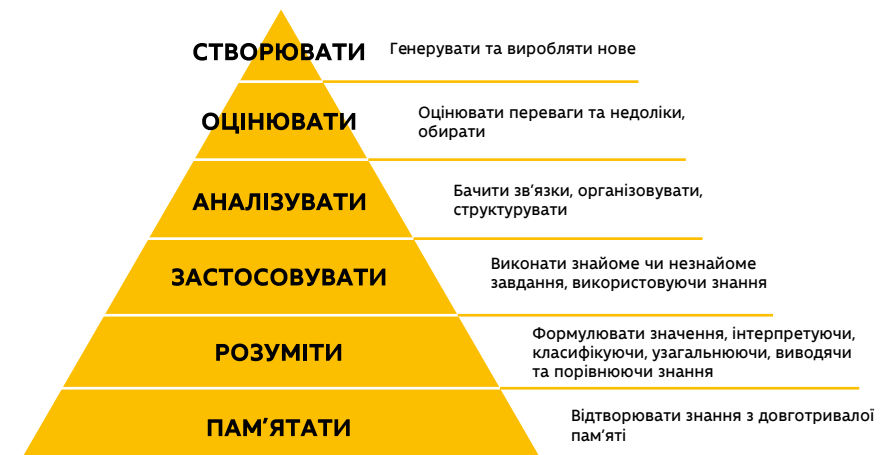 СТВОРЮВАТИ
Генерувати та виробляти нове
ОЦІНЮВАТИ
Оцінювати переваги та недоліки,
обирати
АНАЛІЗУВАТИ
Бачити зв’язки, організовувати,
структурувати
ЗАСТОСОВУВАТИ
Виконати знайоме чи незнайоме
завдання, використовуючи знання
РОЗУМІТИ
Формулювати значення, інтерпретуючи,
класифікуючи, узагальнюючи, виводячи
та порівнюючи знання
ПАМ’ЯТАТИ
Відтворювати знання з довготривалої
пам’яті